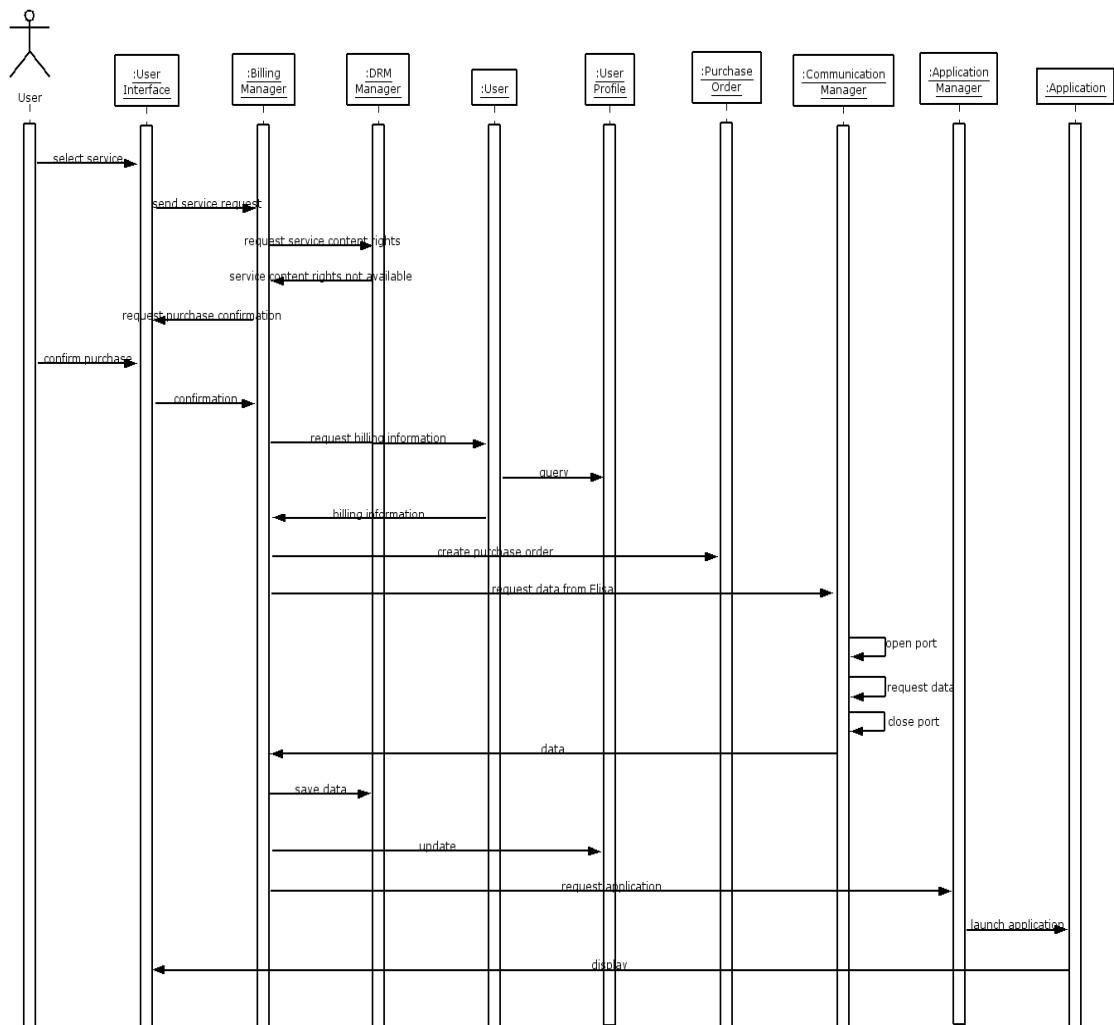 User
:User
Interface
:Billing
Manager
:DRM
Manager
:User
:User
Profile
:Purchase
Order
:Communication
Manager
:Application
Manager
:Application
select service
send service request
request service content rights
service content rights not available
request purchase confirmation
confirm purchase
confirmation
request billing information
query
billing information
create purchase order
request data from Elisa
open port
request data
close port
data
save data
update
request application
launch application
display